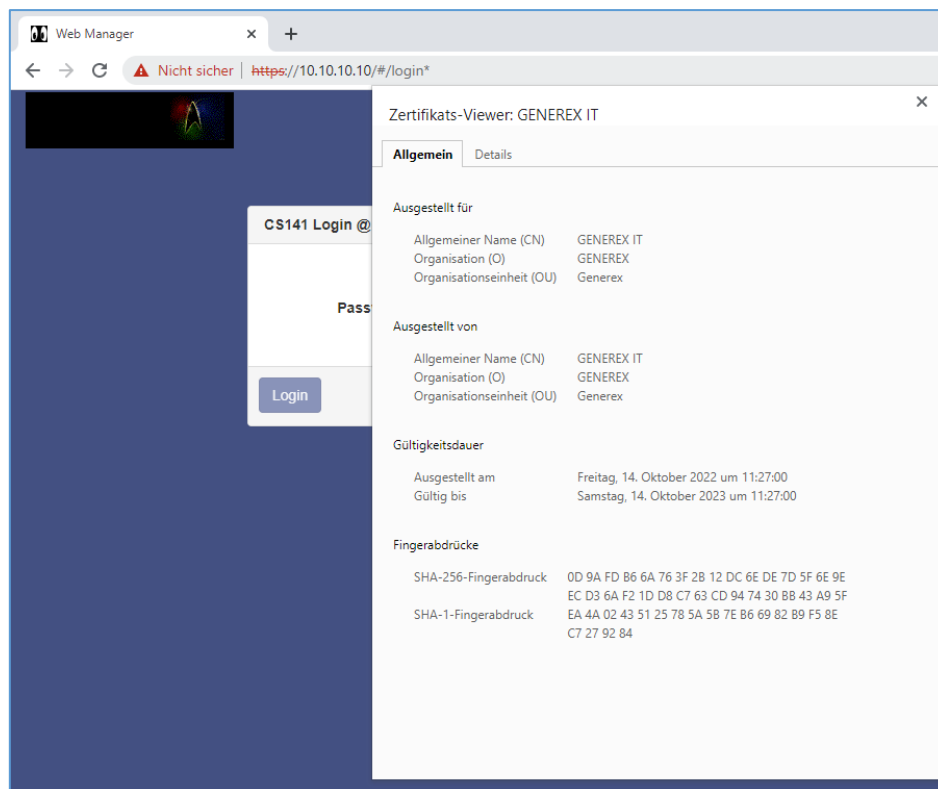 Web Manager
Nicht sicher | https://10.10.10.10/#/login*
Zertifikats-Viewer: GENEREX IT
Allgemein Details
CS141 Login @
Pass
Login
Ausgestellt für
Allgemeiner Name (CN) GENEREX IT
Organisation (O) GENEREX
Organisationseinheit (OU) Generex
Ausgestellt von
Allgemeiner Name (CN) GENEREX IT
Organisation (O) GENEREX
Organisationseinheit (OU) Generex
Gültigkeitsdauer
Ausgestellt am Freitag, 14. Oktober 2022 um 11:27:00
Gültig bis Samstag, 14. Oktober 2023 um 11:27:00
Fingerabdrücke
SHA-256-Fingerabdruck 0D 9A FD B6 6A 76 3F 2B 12 DC 6E DE 7D 5F 6E 9E
EC D3 6A F2 1D D8 C7 63 CD 94 74 30 BB 43 A9 5F
SHA-1-Fingerabdruck EA 4A 02 43 51 25 78 5A 5B 7E B6 69 82 B9 F5 8E
C7 27 92 84